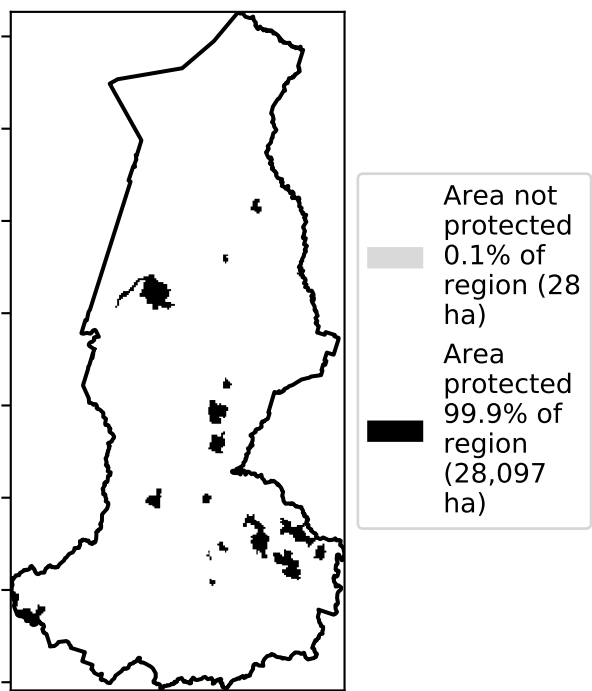 Area not
protected
0.1% of
region (28
ha)
Area
protected
99.9% of
region
(28,097
ha)